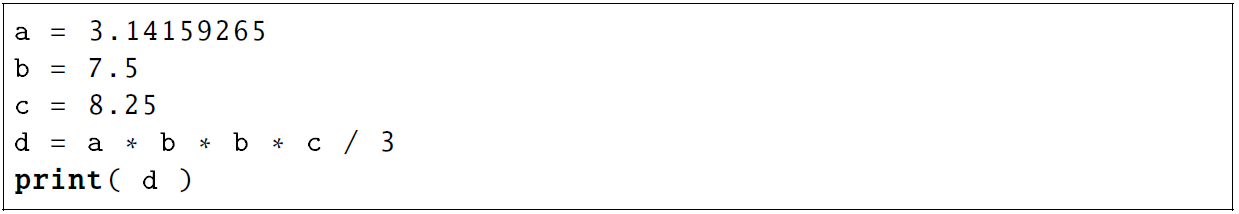 a = 3.14159265
b = 7.5
c = 8.25
d = a * b * b * c / 3
print( d )